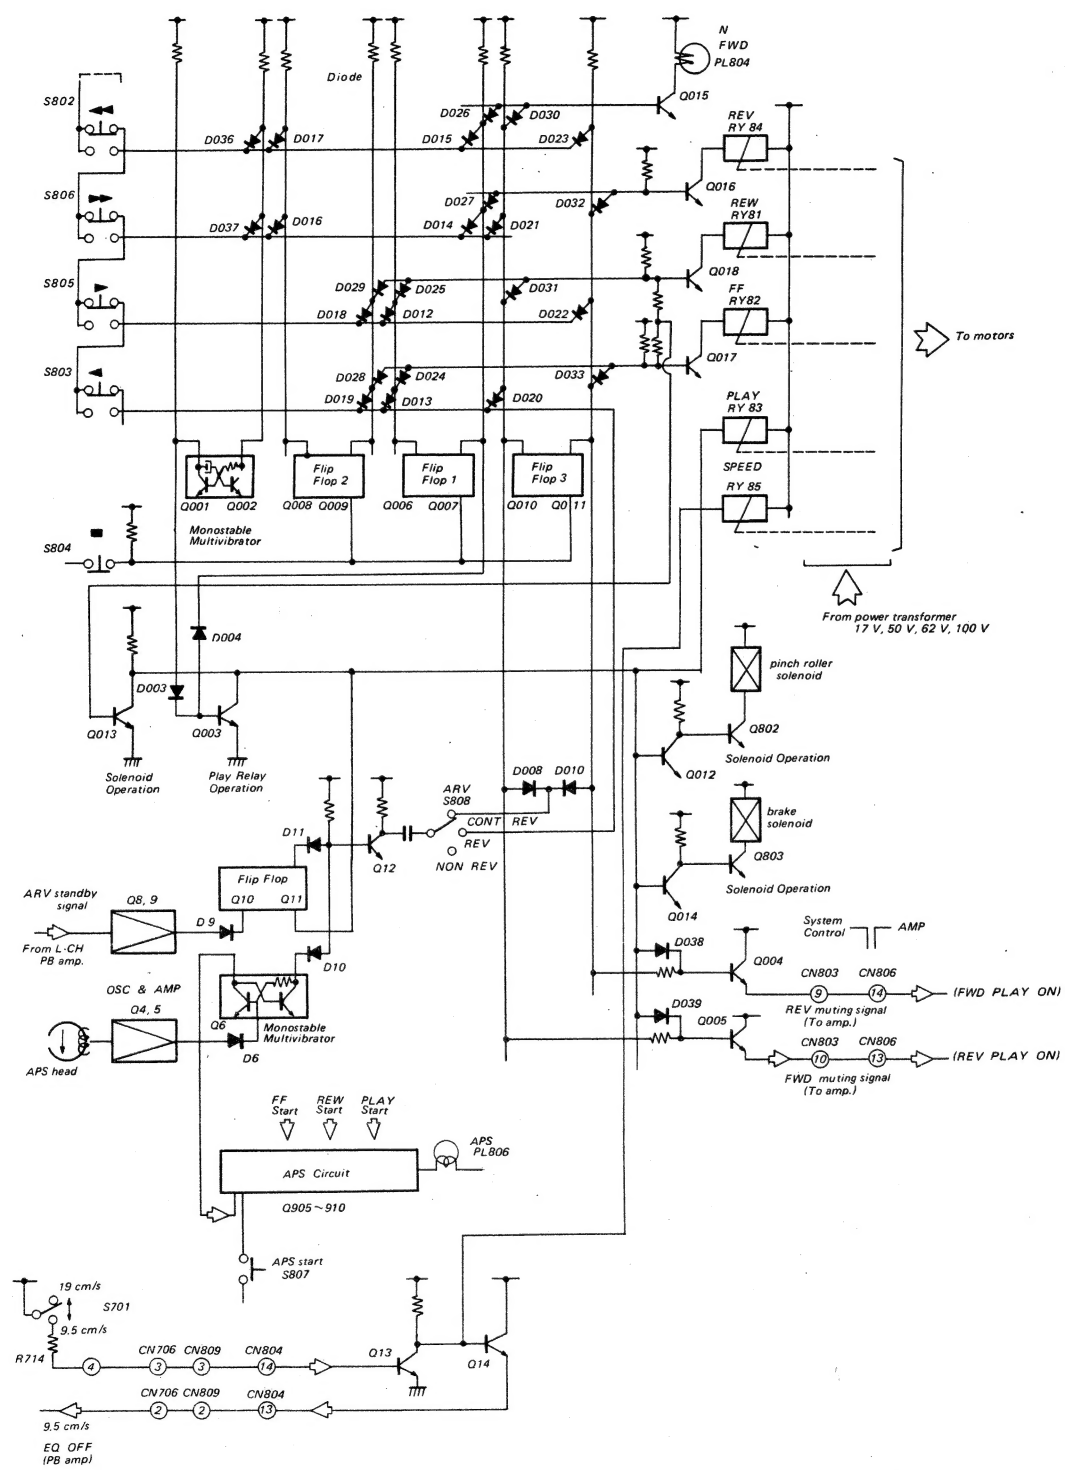 N
FWD
PL804
Diode
S802
Q015
D026
D030
REV
RY 84
D036
D017
D015
D023
S806
Q016
REW
RY81
D027
D032
D037
D016
D014
D021
S805
Q018
FF
RY82
D029
D025
D031
D018
D012
D022
To motors
S803
Q017
D028
D024
D033
D019
D013
D020
PLAY
RY 83
Flip
Flop 2
Flip
Flop 1
Flip
Flop 3
SPEED
RY 85
Q001 Q002
Q008 Q009
Q006 Q007
Q010 Q011
Monostable
Multivibrator
S804
From power transformer
17 V, 50 V, 62 V, 100 V
D004
pinch roller
solenoid
D003
Q013
Q003
Q802
Solenoid Operation
Q012
Solenoid
Operation
Play Relay
Operation
D008 D010
ARV
S808
CONT REV
REV
NON REV
brake
solenoid
D11
Q12
Q803
Solenoid Operation
Flip Flop
Q10 Q11
ARV standby
signal
Q8, 9
D9
Q014
System
Control
AMP
From L-CH
PB amp.
D10
D038
Q004
CN803
CN806
9
14
(FWD PLAY ON)
REV muting signal
(To amp.)
OSC & AMP
Q4, 5
Q6
Monostable
Multivibrator
D6
D039
Q005
CN803
CN806
10
13
(REV PLAY ON)
FWD muting signal
(To amp.)
APS head
FF
Start
REW
Start
PLAY
Start
APS
PL806
APS Circuit
Q905~910
APS start
S807
19 cm/s
S701
9.5 cm/s
R714
CN706
CN809
CN804
4
3
3
14
Q13
Q14
CN706
CN809
CN804
2
2
13
9.5 cm/s
EQ OFF
(PB amp)